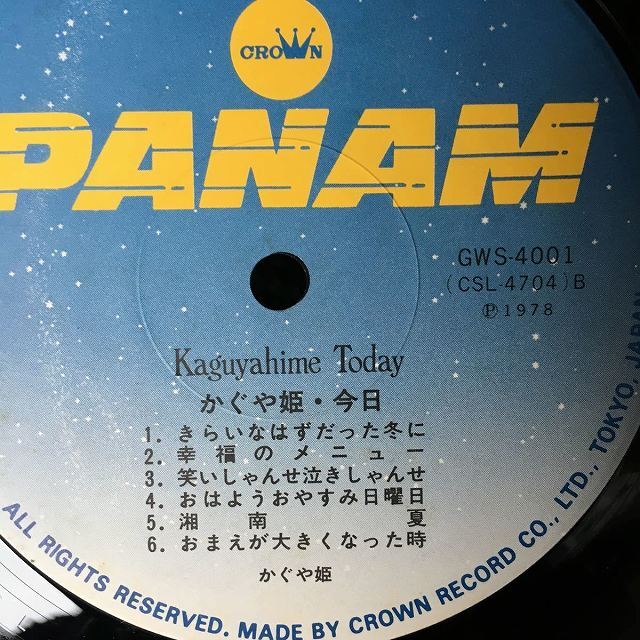 CROWN
PANAM
GWS-4001
(CSL-4704)B
Ⓟ1978
Kaguyahime Today
かぐや姫・今日
1. きらいなはずだった冬に
2. 幸福のメニュー
3. 笑いしゃんせ泣きしゃんせ
4. おはようおやすみ日曜日
5. 湘南夏
6. おまえが大きくなった時
かぐや姫
ALL RIGHTS RESERVED. MADE BY CROWN RECORD CO., LTD., TOKYO, JAPAN